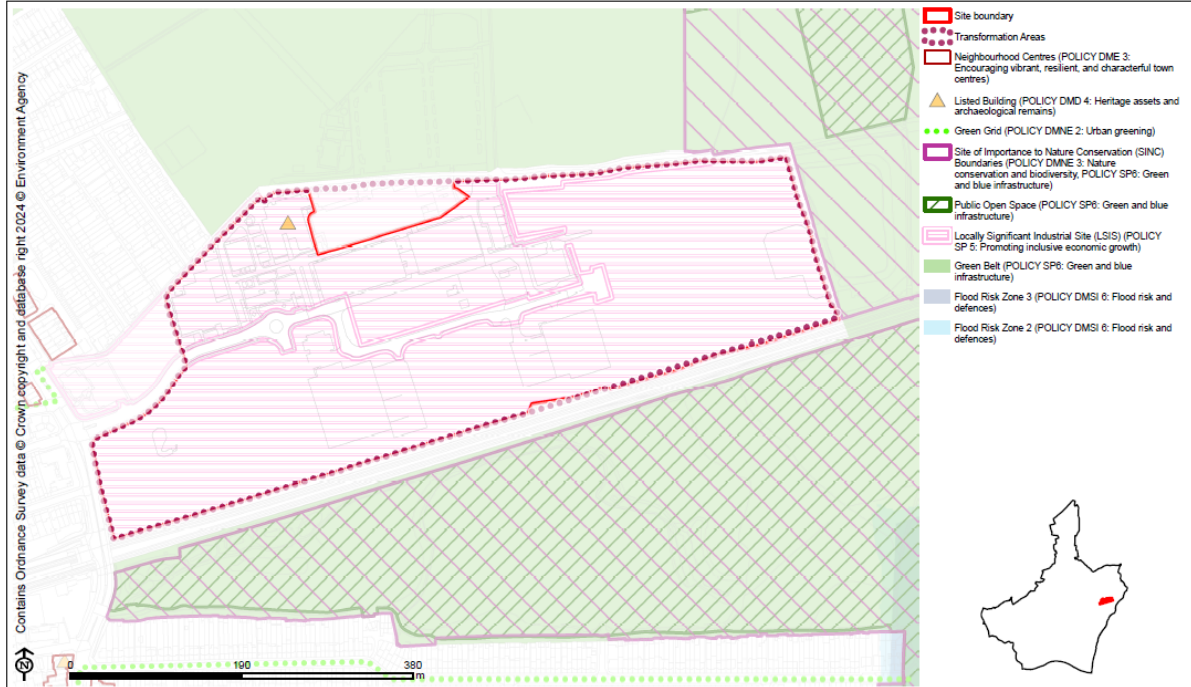 Contains Ordnance Survey data © Crown copyright and database right 2024 © Environment Agency
Site boundary
Transformation Areas
Neighbourhood Centres (POLICY DME 3:
Encouraging vibrant, resilient, and characterful town
centres)
Listed Building (POLICY DMD 4: Heritage assets and
archaeological remains)
Green Grid (POLICY DMNE 2: Urban greening)
Site of Importance to Nature Conservation (SINC)
Boundaries (POLICY DMNE 3: Nature
conservation and biodiversity, POLICY SP6: Green
and blue infrastructure)
Public Open Space (POLICY SP6: Green and blue
infrastructure)
Locally Significant Industrial Site (LSIS) (POLICY
SP 5: Promoting inclusive economic growth)
Green Belt (POLICY SP6: Green and blue
infrastructure)
Flood Risk Zone 3 (POLICY DMSI 6: Flood risk and
defences)
Flood Risk Zone 2 (POLICY DMSI 6: Flood risk and
defences)
N
0 190 380
m